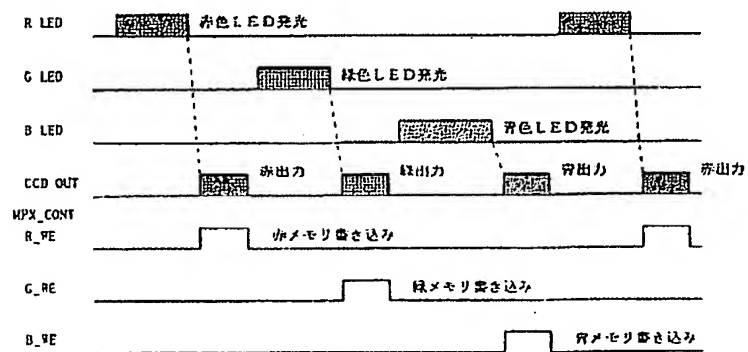 R LED 赤色LED発光
G LED 緑色LED発光
B LED 青色LED発光
CCD OUT 赤出力 緑出力 青出力 赤出力
MPX_CONT
R_WE 赤メモリ書き込み
G_WE 緑メモリ書き込み
B_WE 青メモリ書き込み